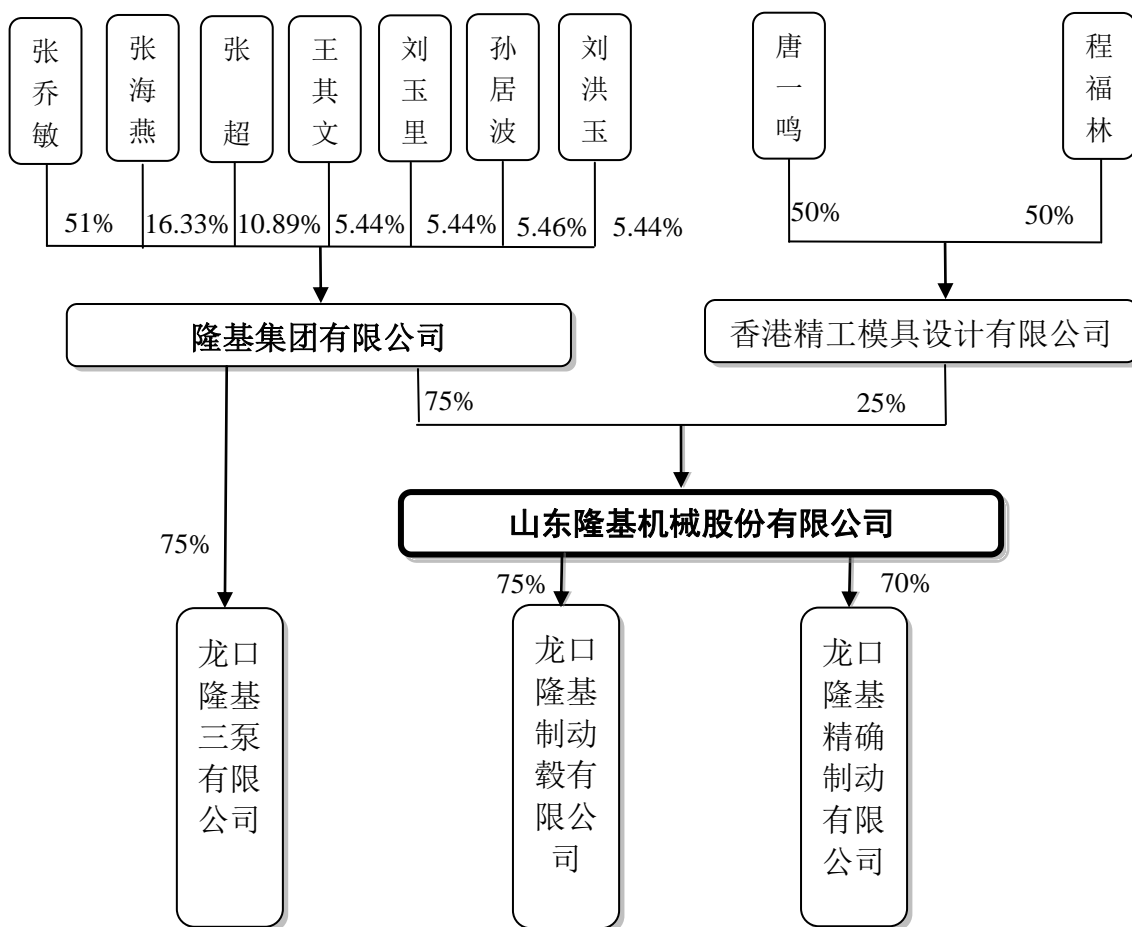 张乔敏
张海燕
张 超
王其文
刘玉里
孙居波
刘洪玉
唐一鸣
程福林
51%
16.33%
10.89%
5.44%
5.44%
5.46%
5.44%
50%
50%
隆基集团有限公司
香港精工模具设计有限公司
75%
25%
山东隆基机械股份有限公司
75%
75%
70%
龙口
隆基
三泵
有限
公司
龙口
隆基
制动
毂有
限公
司
龙口
隆基
精确
制动
有限
公司